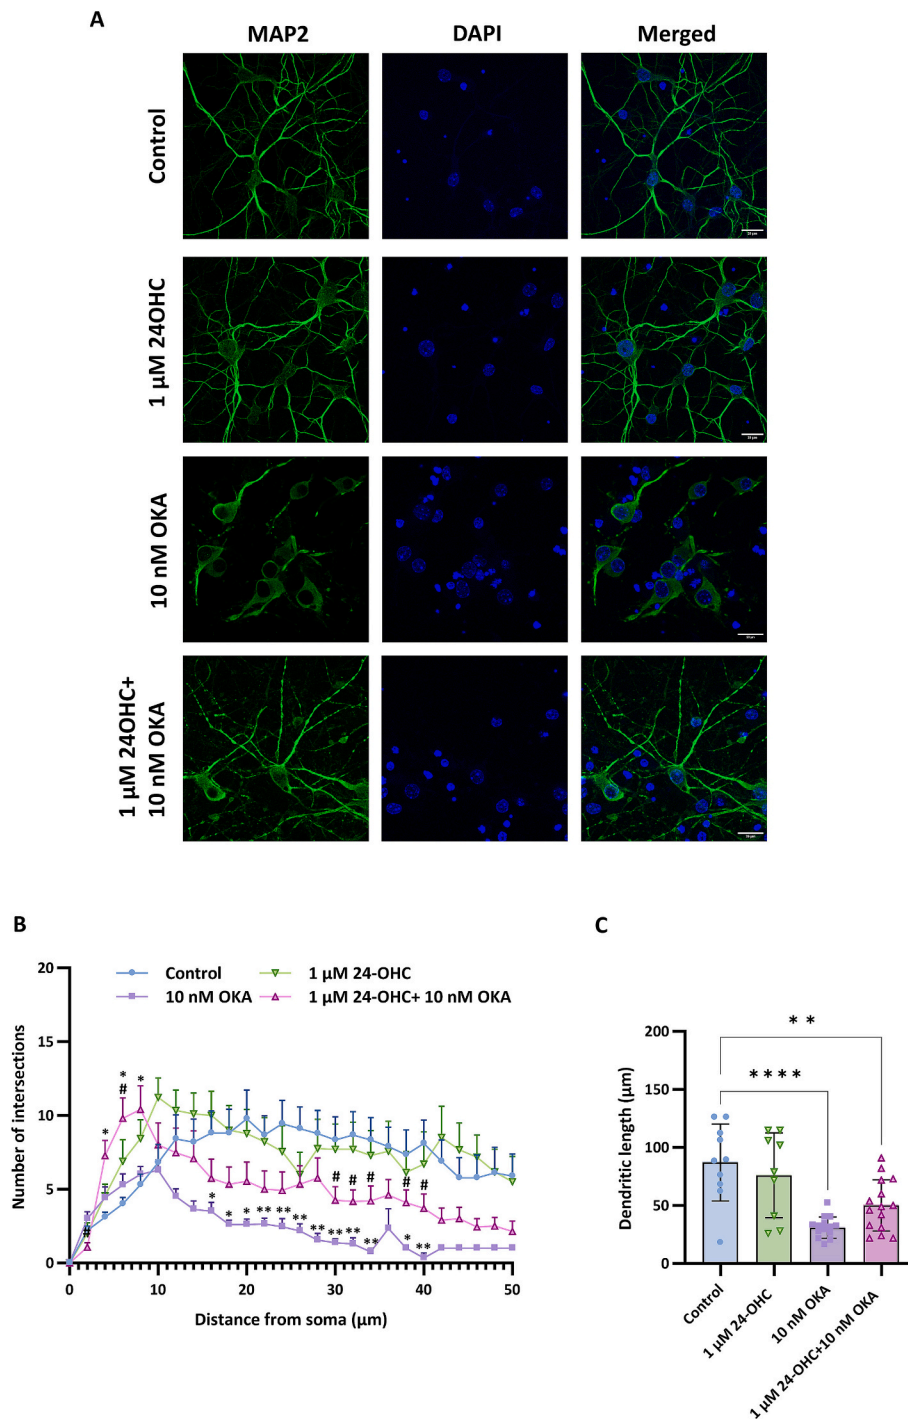 A
MAP2 DAPI Merged
Control
1 µM 24OHC
10 nM OKA
1 µM 24OHC+
10 nM OKA
B
Number of intersections
20
15
10
5
0
Control
1 µM 24-OHC
10 nM OKA
1 µM 24-OHC+ 10 nM OKA
*
#
*
*
#
*
*
*
**
**
**
**
**
**
**
*
**
#
#
#
#
#
0 10 20 30 40 50
Distance from soma (µm)
C
Dendritic length (µm)
200
150
100
50
0
**
****
Control
1 µM 24-OHC
10 nM OKA
1 µM 24-OHC+10 nM OKA